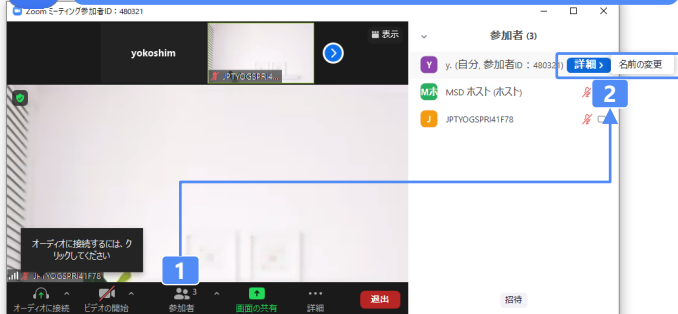 Zoom ミーティング参加者ID:480321
yokoshim
JPTYOGSPRI4...
表示
参加者 (3)
Y
y. (自分, 参加者ID:480321)
詳細 >
名前の変更
Mホ
MSD ホスト (ホスト)
2
J
JPTYOGSPRI41F78
オーディオに接続するには、ク
リックしてください
JPTYOGSPRI41F78
1
3
オーディオに接続
ビデオの開始
参加者
画面の共有
詳細
退出
招待